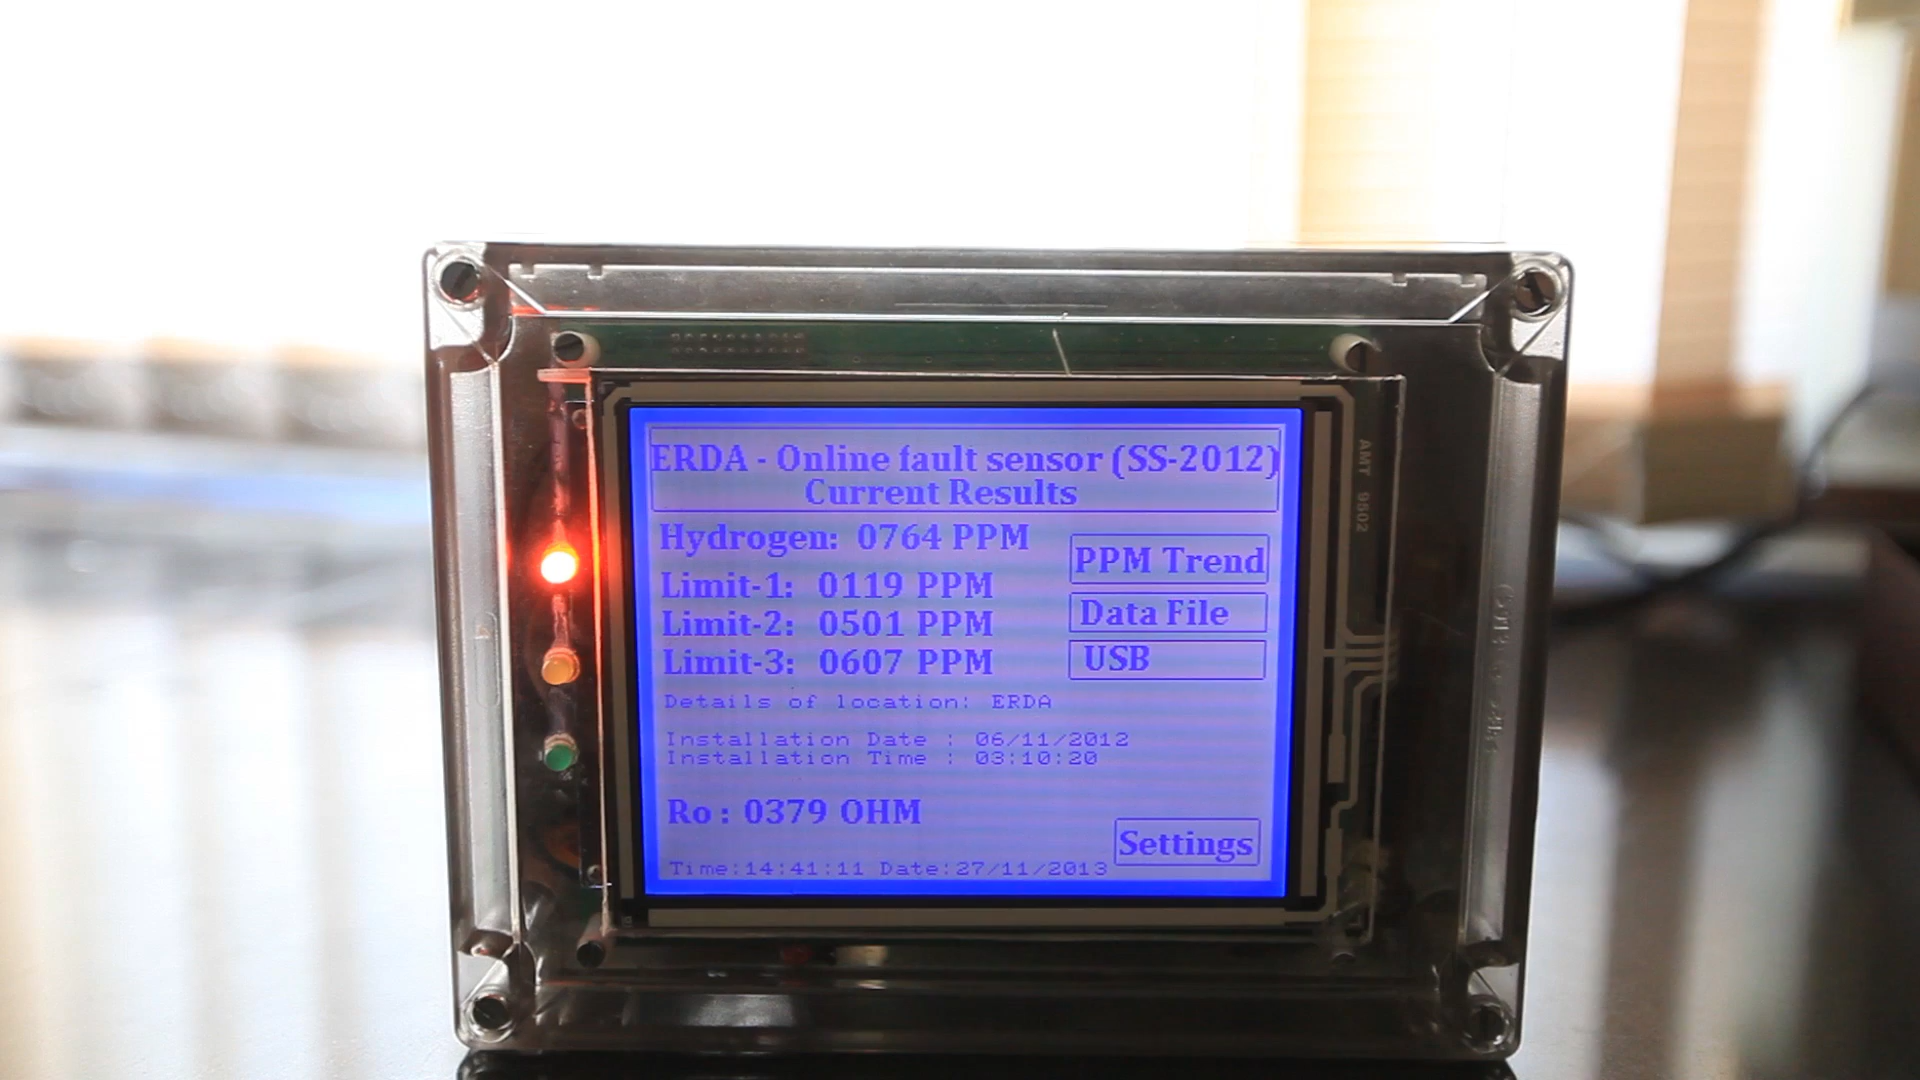 ERDA - Online fault sensor (SS-2012)
Current Results
Hydrogen: 0764 PPM
Limit-1: 0119 PPM
Limit-2: 0501 PPM
Limit-3: 0607 PPM
PPM Trend
Data File
USB
Details of location: ERDA
Installation Date : 06/11/2012
Installation Time : 03:10:20
Ro : 0379 OHM
Settings
Time:14:41:11 Date:27/11/2013
AMT 9502